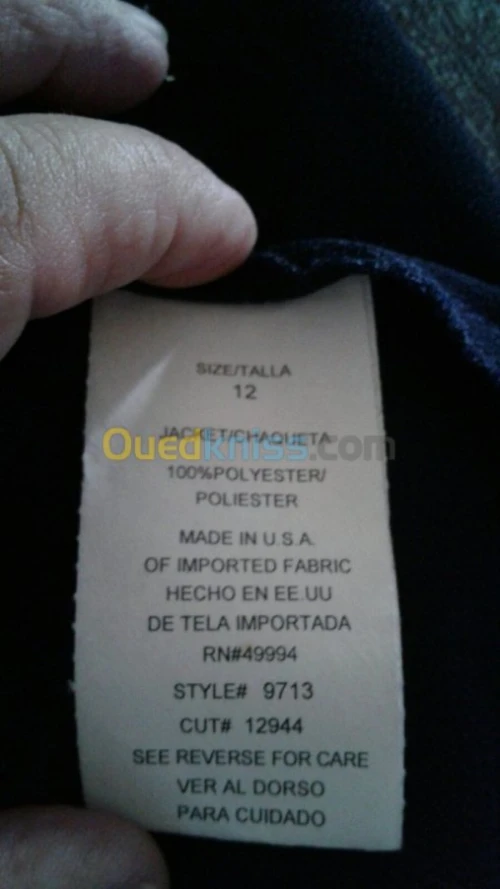 SIZE/TALLA
12
JACKET/CHAQUETA
Ouedkniss.com
100%POLYESTER/
POLIESTER
MADE IN U.S.A.
OF IMPORTED FABRIC
HECHO EN EE.UU
DE TELA IMPORTADA
RN#49994
STYLE# 9713
CUT# 12944
SEE REVERSE FOR CARE
VER AL DORSO
PARA CUIDADO